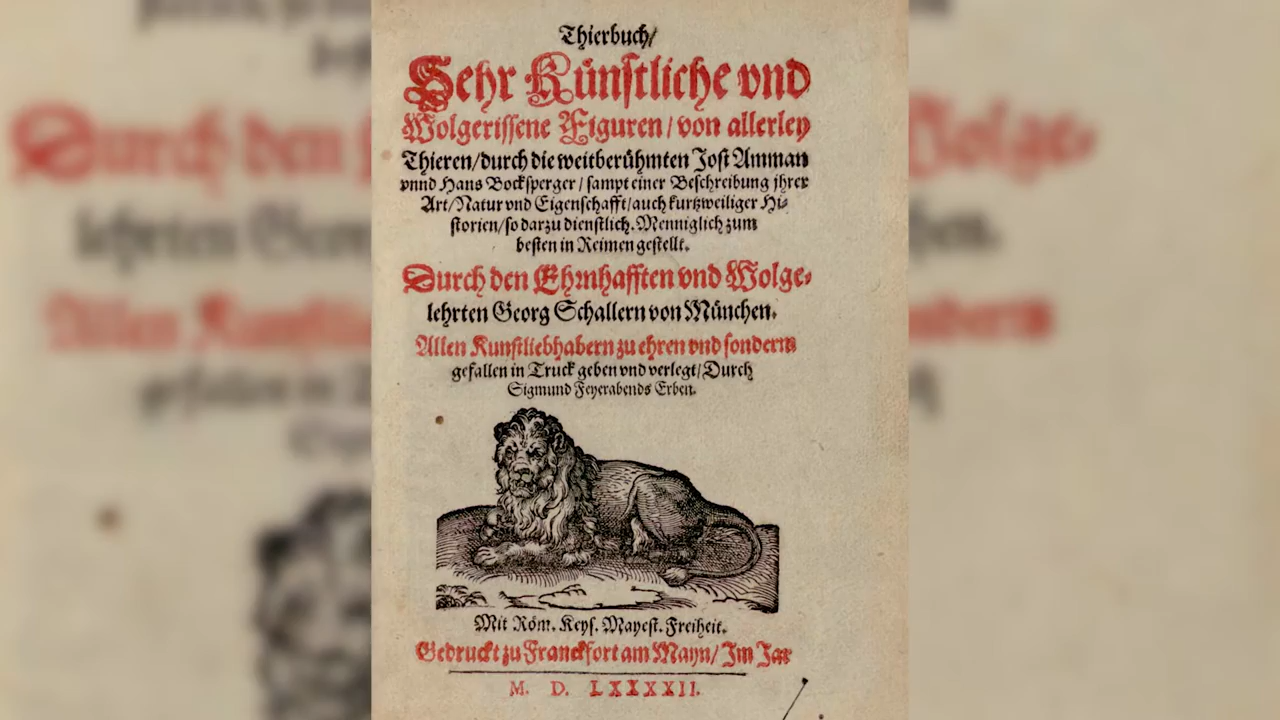 Thierbuch/
Sehr Künstliche vnd
Wolgerissene Figuren/von allerley
Thieren/durch die weitberühmten Jost Amman
vnnd Hans Bocksperger/sampt einer Beschreibung jhrer
Art/Natur vnd Eigenschafft/auch kurtzweiliger Hi-
storien/so darzu dienstlich. Menniglich zum
besten in Reimen gestellt.
Durch den Ehrnhafften vnd Wolge-
lehrten Georg Schallern von München.
Allen Kunstliebhabern zu ehren vnd sondern
gefallen in Truck geben vnd verlegt/Durch
Sigmund Feyerabends Erben.
Mit Röm. Keys. Mayest. Freiheit.
Gedruckt zu Franckfort am Mayn/Im Jar
M. D. LXXXXII.